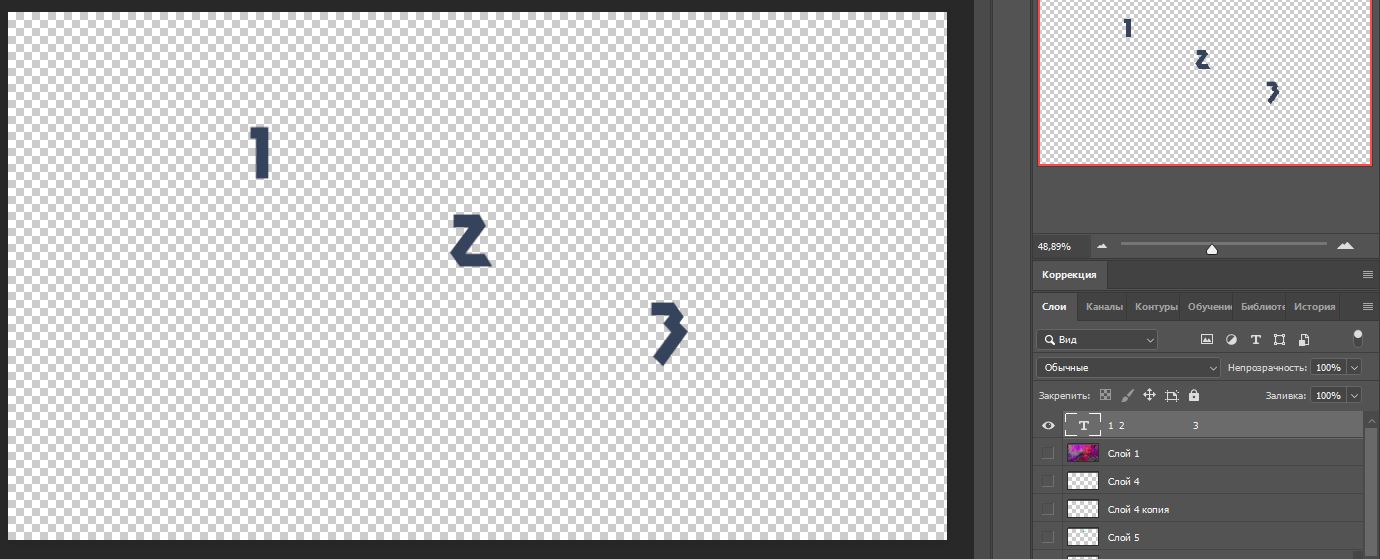 1
2
3
1
2
3
48,89%
Коррекция
Слои Каналы Контуры Обучени Библиоте История
Вид
Обычные Непрозрачность: 100%
Закрепить: Заливка: 100%
T 1 2 3
Слой 1
Слой 4
Слой 4 копия
Слой 5